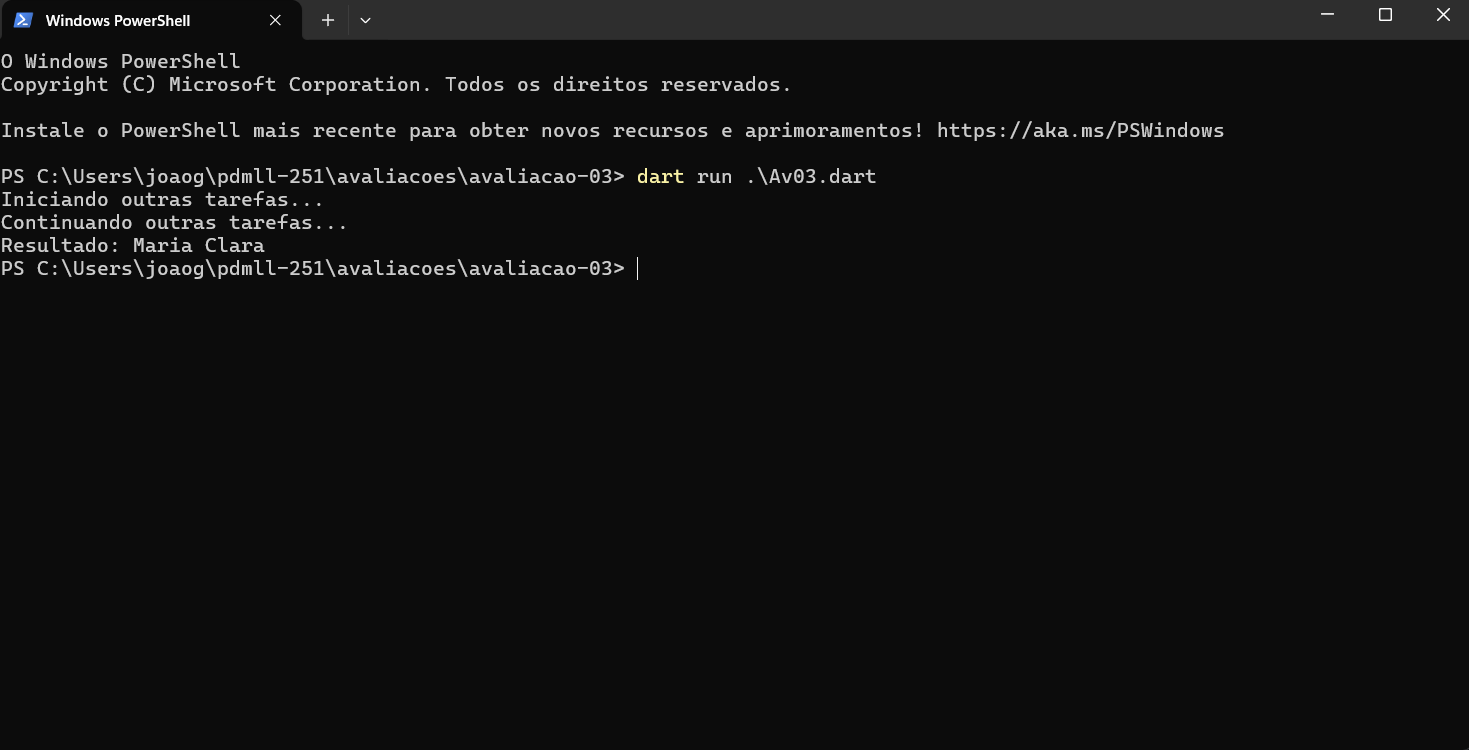 Windows PowerShell
O Windows PowerShell
Copyright (C) Microsoft Corporation. Todos os direitos reservados.
Instale o PowerShell mais recente para obter novos recursos e aprimoramentos! https://aka.ms/PSWindows
PS C:\Users\joaog\pdmll-251\avaliacoes\avaliacao-03> dart run .\Av03.dart
Iniciando outras tarefas...
Continuando outras tarefas...
Resultado: Maria Clara
PS C:\Users\joaog\pdmll-251\avaliacoes\avaliacao-03>